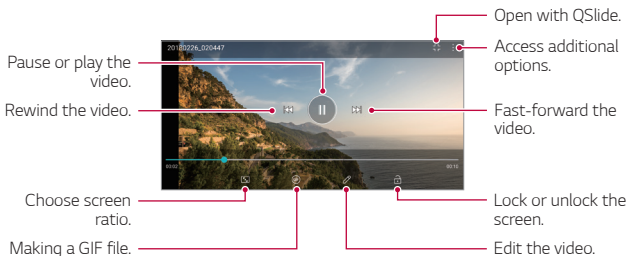 Open with QSlide.
20180226_020447
Access additional
options.
Pause or play the
video.
Rewind the video.
Fast-forward the
video.
00:02
00:10
Choose screen
ratio.
Lock or unlock the
screen.
Making a GIF file.
Edit the video.